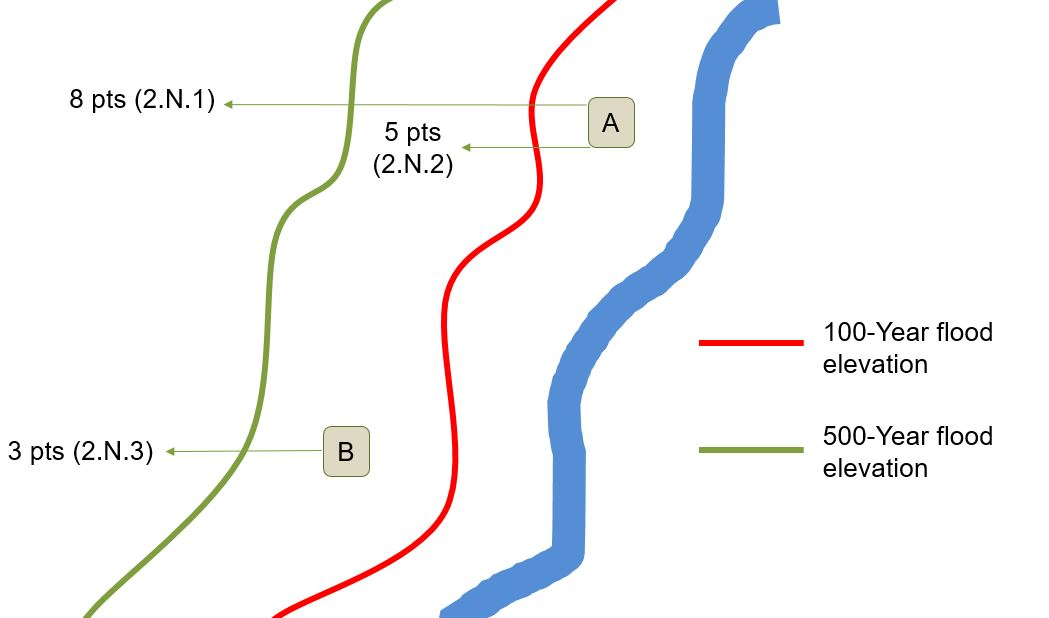 8 pts (2.N.1)
A
5 pts
(2.N.2)
100-Year flood
elevation
500-Year flood
elevation
3 pts (2.N.3)
B